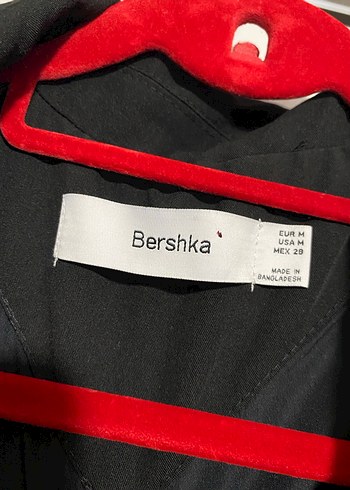 Bershka
EUR M
USA M
MEX 28
MADE IN
BANGLADESH